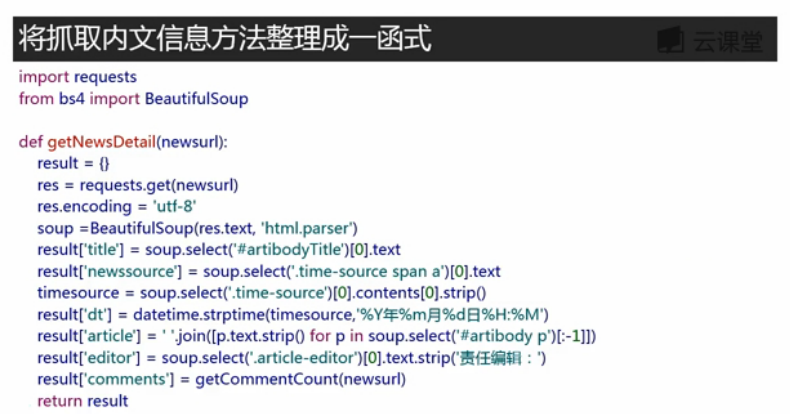 将抓取内文信息方法整理成一函式
云课堂
import requests
from bs4 import BeautifulSoup
def getNewsDetail(newsurl):
result = {}
res = requests.get(newsurl)
res.encoding = 'utf-8'
soup =BeautifulSoup(res.text, 'html.parser')
result['title'] = soup.select('#artibodyTitle')[0].text
result['newssource'] = soup.select('.time-source span a')[0].text
timesource = soup.select('.time-source')[0].contents[0].strip()
result['dt'] = datetime.strptime(timesource,'%Y年%m月%d日%H:%M')
result['article'] = ' '.join([p.text.strip() for p in soup.select('#artibody p')[:-1]])
result['editor'] = soup.select('.article-editor')[0].text.strip('责任编辑：')
result['comments'] = getCommentCount(newsurl)
return result